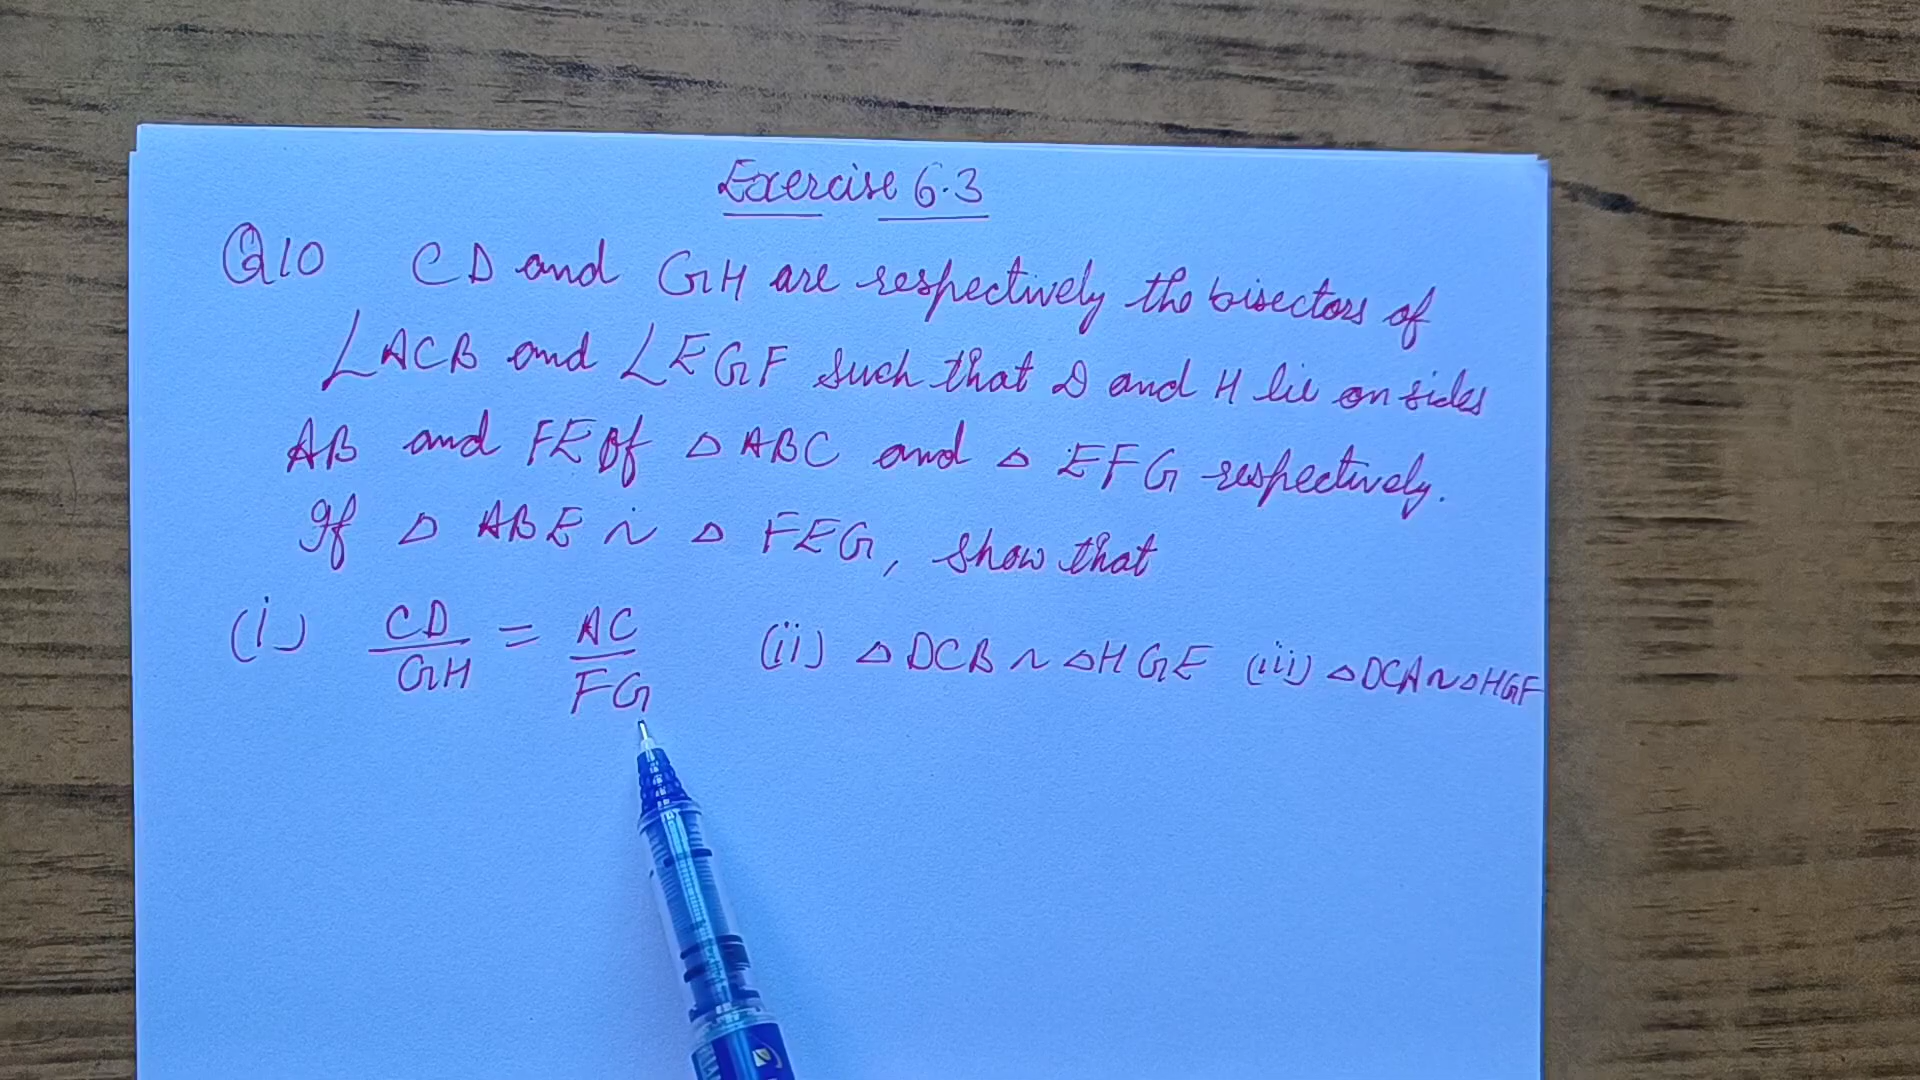 Exercise 6.3
Q10 CD and GH are respectively the bisectors of
∠ACB and ∠EGF such that D and H lie on sides
AB and FE of △ ABC and △ EFG respectively.
If △ ABE ~ △ FEG, show that
(i) CD/GH = AC/FG (ii) △DCB ~ △HGE (iii) △DCA ~ △HGF